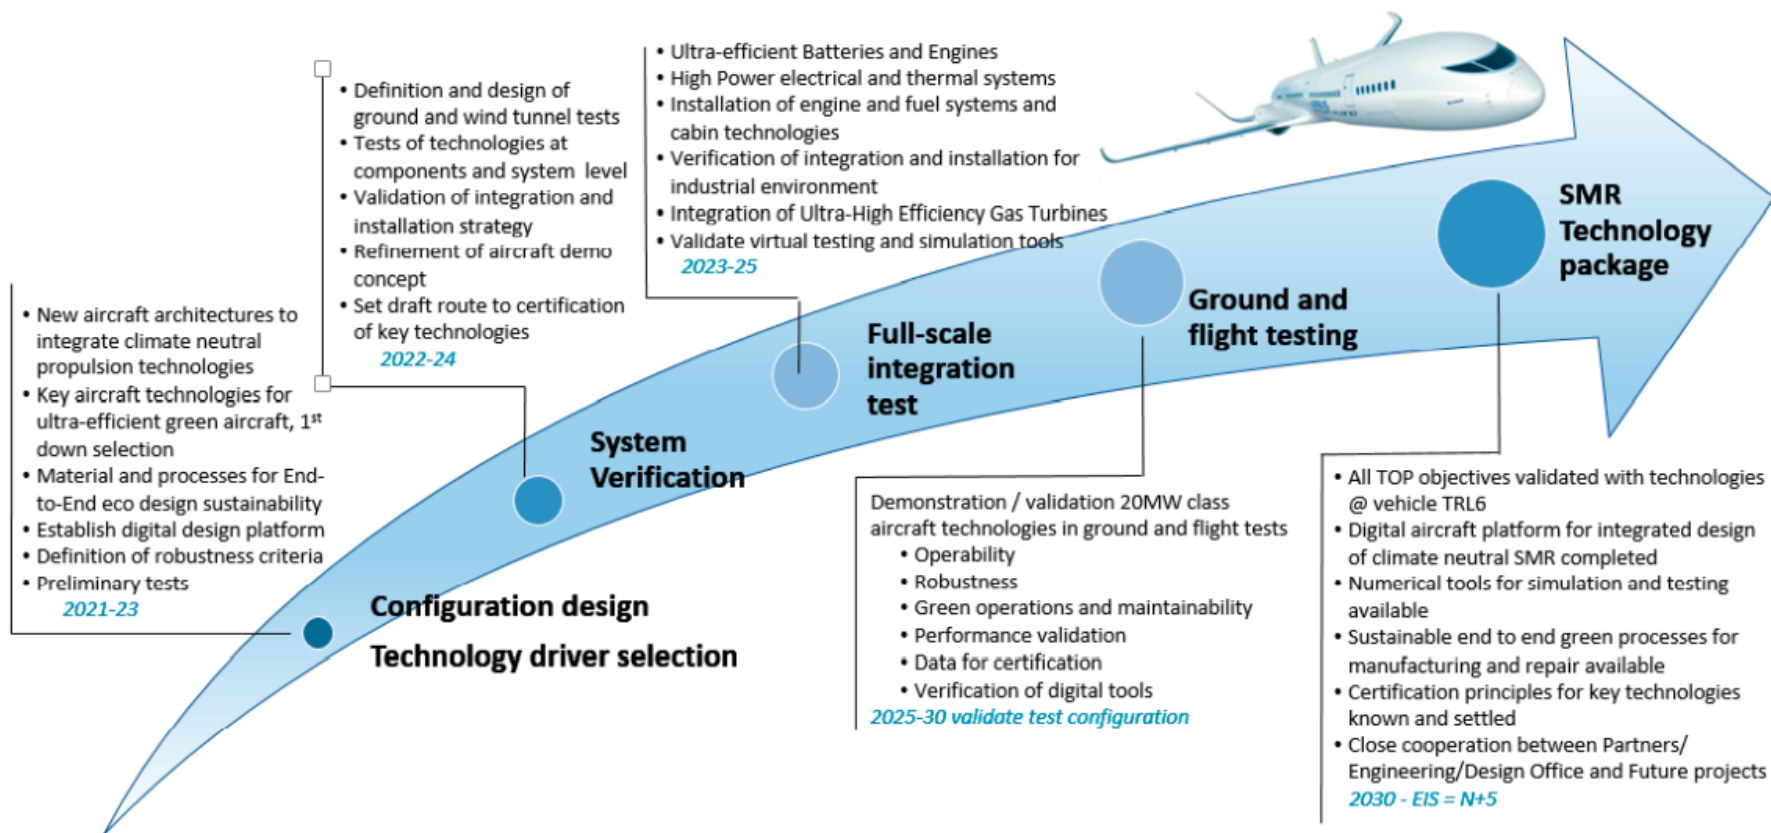 • New aircraft architectures to
integrate climate neutral
propulsion technologies
• Key aircraft technologies for
ultra-efficient green aircraft, 1st
down selection
• Material and processes for End-
to-End eco design sustainability
• Establish digital design platform
• Definition of robustness criteria
• Preliminary tests
2021-23
Configuration design
Technology driver selection
• Definition and design of
ground and wind tunnel tests
• Tests of technologies at
components and system level
• Validation of integration and
installation strategy
• Refinement of aircraft demo
concept
• Set draft route to certification
of key technologies
2022-24
System
Verification
• Ultra-efficient Batteries and Engines
• High Power electrical and thermal systems
• Installation of engine and fuel systems and
cabin technologies
• Verification of integration and installation for
industrial environment
• Integration of Ultra-High Efficiency Gas Turbines
• Validate virtual testing and simulation tools
2023-25
Full-scale
integration
test
Ground and
flight testing
Demonstration / validation 20MW class
aircraft technologies in ground and flight tests
• Operability
• Robustness
• Green operations and maintainability
• Performance validation
• Data for certification
• Verification of digital tools
2025-30 validate test configuration
SMR
Technology
package
• All TOP objectives validated with technologies
@ vehicle TRL6
• Digital aircraft platform for integrated design
of climate neutral SMR completed
• Numerical tools for simulation and testing
available
• Sustainable end to end green processes for
manufacturing and repair available
• Certification principles for key technologies
known and settled
• Close cooperation between Partners/
Engineering/Design Office and Future projects
2030 - EIS = N+5